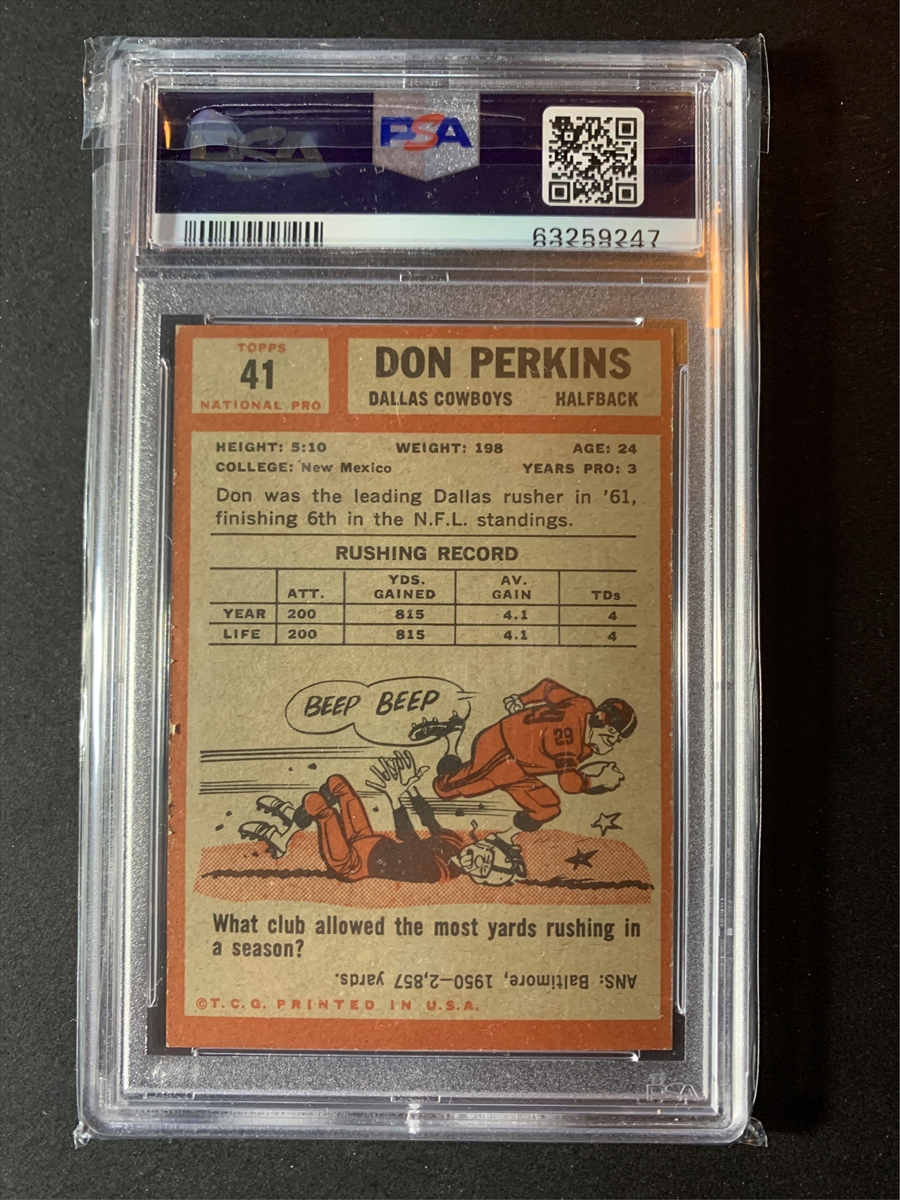 PSA
PSA
63259247
TOPPS
41
NATIONAL PRO
DON PERKINS
DALLAS COWBOYS HALFBACK
HEIGHT: 5:10 WEIGHT: 198 AGE: 24
COLLEGE: New Mexico YEARS PRO: 3
Don was the leading Dallas rusher in '61,
finishing 6th in the N.F.L. standings.
RUSHING RECORD
ATT. YDS. GAINED AV. GAIN TDs
YEAR 200 815 4.1 4
LIFE 200 815 4.1 4
BEEP BEEP
29
What club allowed the most yards rushing in
a season?
ANS: Baltimore, 1950-2,857 yards.
©T.C.G. PRINTED IN U.S.A.
PSA